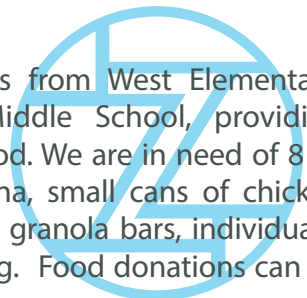 s from West Elementa
Middle School, providi
od. We are in need of 8
na, small cans of chick
granola bars, individua
g. Food donations can